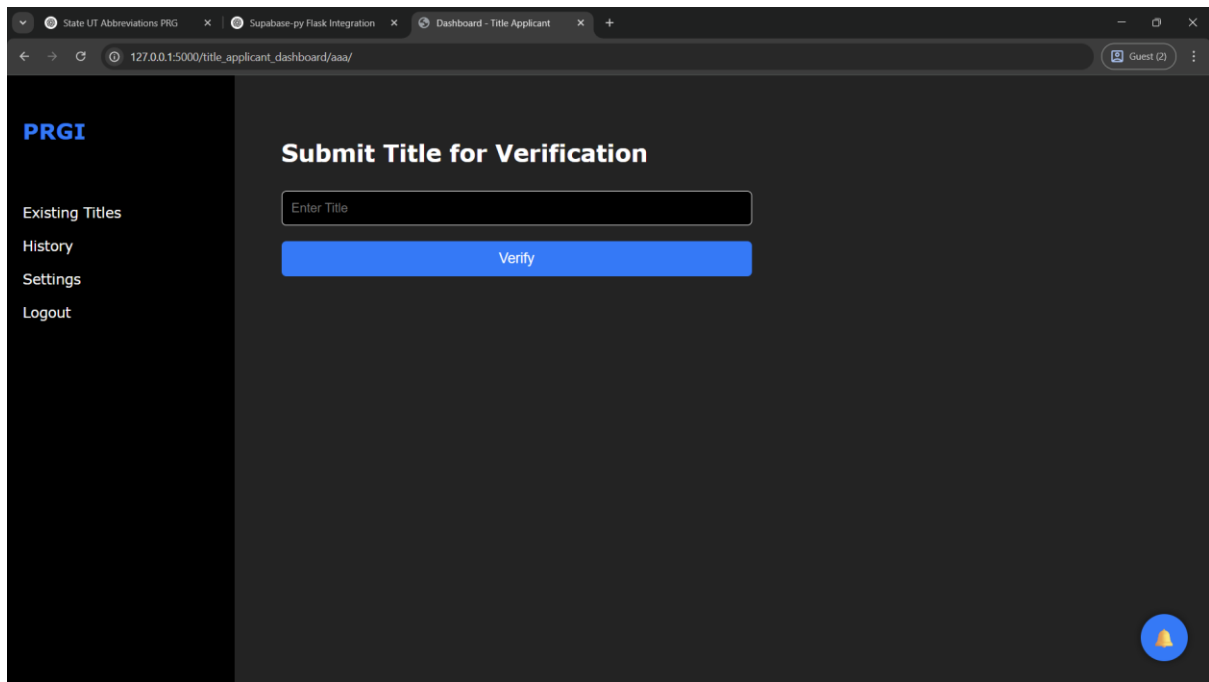 State UT Abbreviations PRG
Supabase-py Flask Integration
Dashboard - Title Applicant
127.0.0.1:5000/title_applicant_dashboard/aaa/
Guest (2)
PRGI
Existing Titles
History
Settings
Logout
Submit Title for Verification
Enter Title
Verify